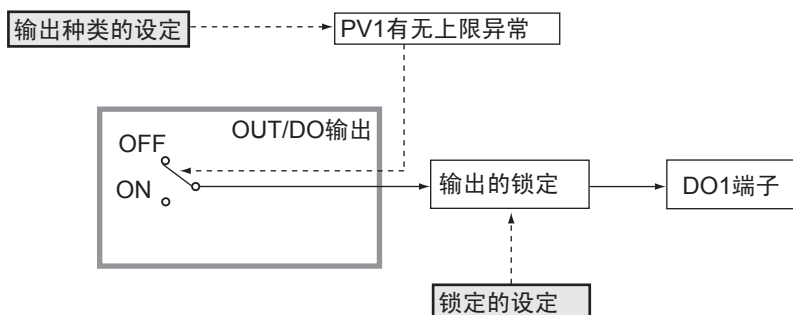 输出种类的设定
PV1有无上限异常
OUT/DO输出
OFF
ON
输出的锁定
DO1端子
锁定的设定